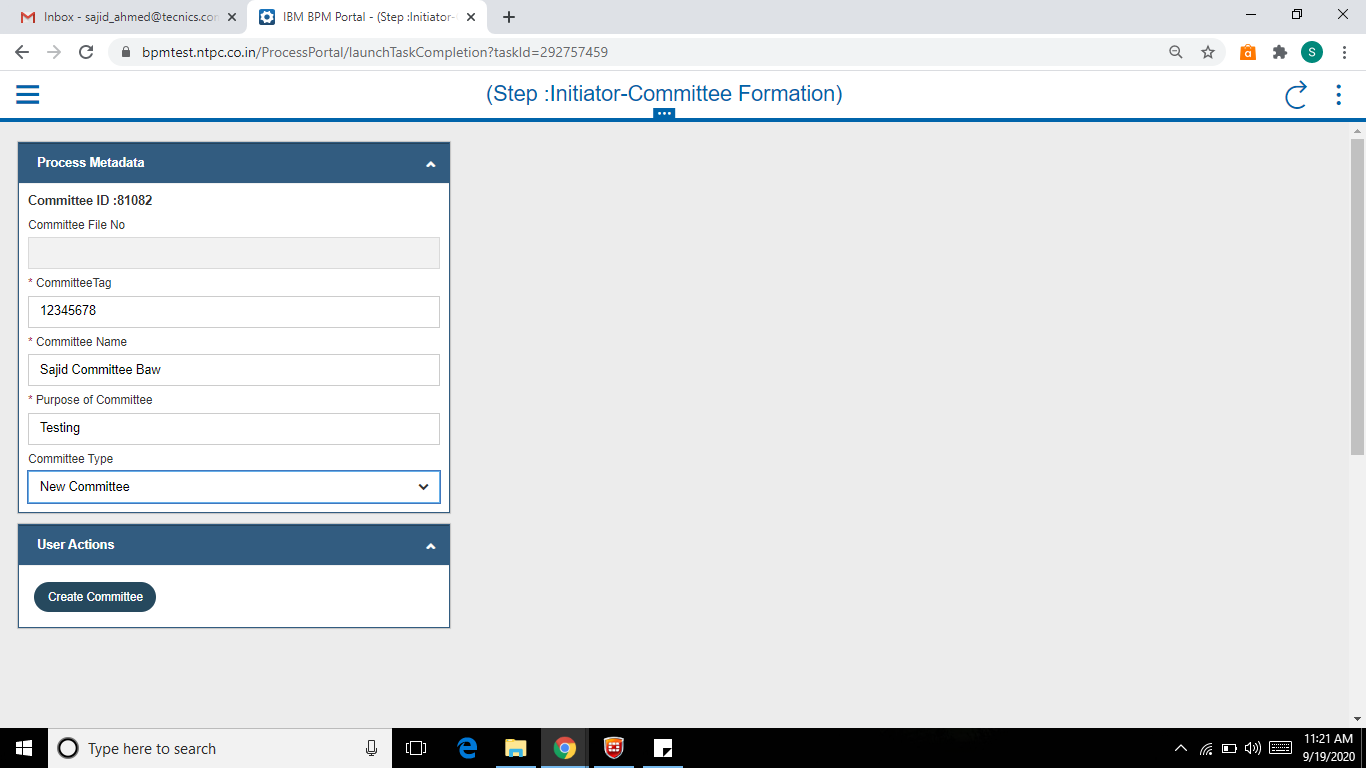 Inbox - sajid_ahmed@tecnics.con
IBM BPM Portal - (Step :Initiator-
bpmtest.ntpc.co.in/ProcessPortal/launchTaskCompletion?taskId=292757459
S
(Step :Initiator-Committee Formation)
Process Metadata
Committee ID :81082
Committee File No
* CommitteeTag
12345678
* Committee Name
Sajid Committee Baw
* Purpose of Committee
Testing
Committee Type
New Committee
User Actions
Create Committee
Type here to search
11:21 AM
9/19/2020